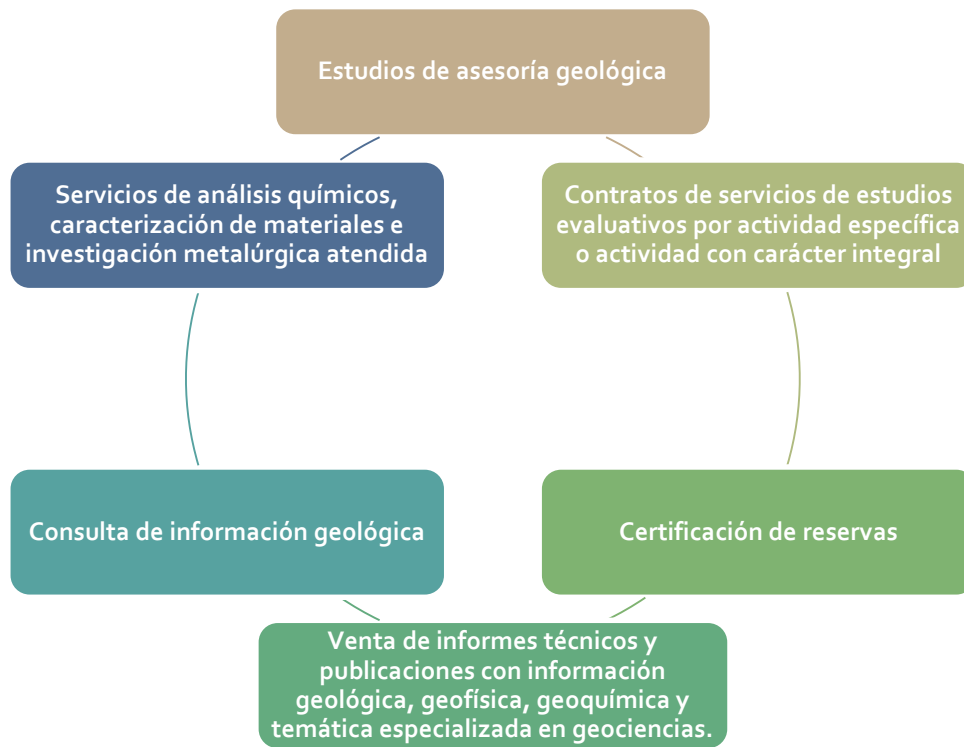 Estudios de asesoría geológica
Servicios de análisis químicos,
caracterización de materiales e
investigación metalúrgica atendida
Contratos de servicios de estudios
evaluativos por actividad específica
o actividad con carácter integral
Consulta de información geológica
Certificación de reservas
Venta de informes técnicos y
publicaciones con información
geológica, geofísica, geoquímica y
temática especializada en geociencias.